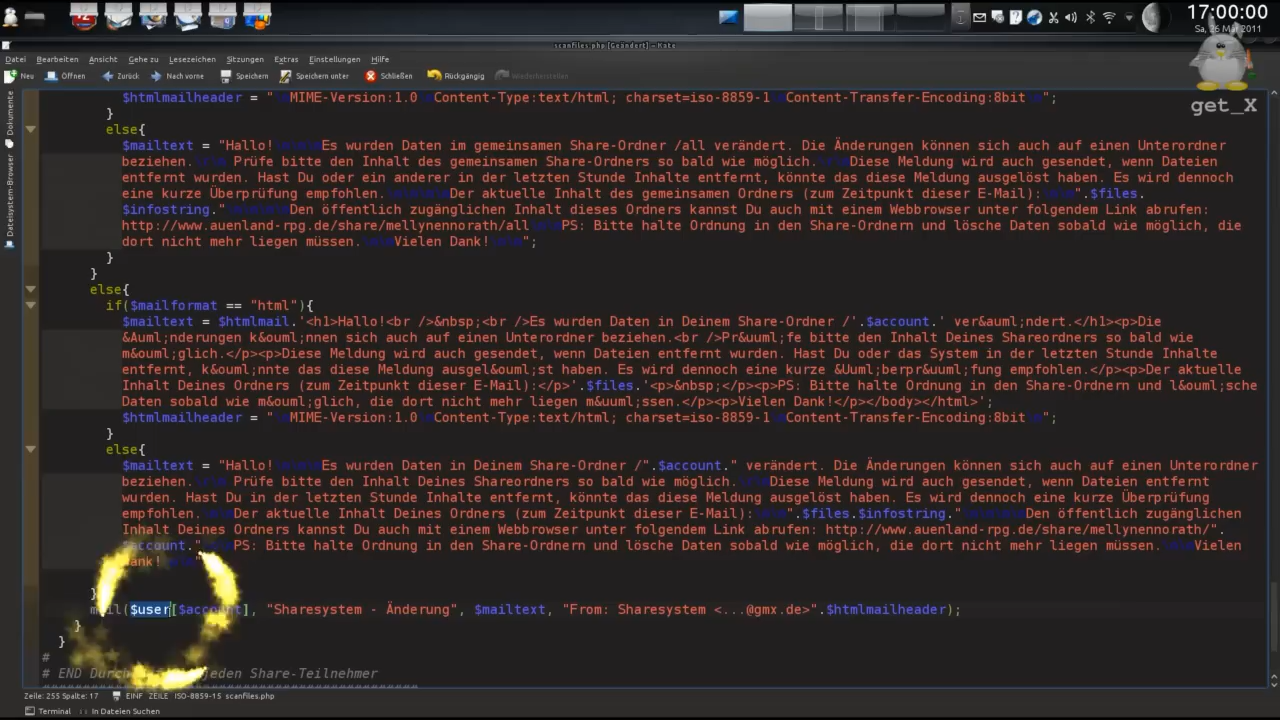 17:00:00
Sa, 26 Mär 2011
scanfiles.php [Geändert] – Kate
Datei Bearbeiten Ansicht Gehe zu Lesezeichen Sitzungen Extras Einstellungen Hilfe
Neu Öffnen Zurück Nach vorne Speichern Speichern unter Schließen Rückgängig Wiederherstellen
get_X
Dokumente
Dateisystem-Browser
$htmlmailheader = " MIME-Version:1.0 Content-Type:text/html; charset=iso-8859-1 Content-Transfer-Encoding:8bit ";
}
else{
$mailtext = "Hallo! Es wurden Daten im gemeinsamen Share-Ordner /all verändert. Die Änderungen können sich auch auf einen Unterordner
beziehen. Prüfe bitte den Inhalt des gemeinsamen Share-Ordners so bald wie möglich. Diese Meldung wird auch gesendet, wenn Dateien
entfernt wurden. Hast Du oder ein anderer in der letzten Stunde Inhalte entfernt, könnte das diese Meldung ausgelöst haben. Es wird dennoch
eine kurze Überprüfung empfohlen. Der aktuelle Inhalt des gemeinsamen Ordners (zum Zeitpunkt dieser E-Mail): ".$files.
$infostring." Den öffentlich zugänglichen Inhalt dieses Ordners kannst Du auch mit einem Webbrowser unter folgendem Link abrufen:
http://www.auenland-rpg.de/share/mellynennorath/all PS: Bitte halte Ordnung in den Share-Ordnern und lösche Daten sobald wie möglich, die
dort nicht mehr liegen müssen. Vielen Dank! ";
}
}
else{
if($mailformat == "html"){
$mailtext = $htmlmail.'<h1>Hallo!<br />&nbsp;<br />Es wurden Daten in Deinem Share-Ordner /'.$account.' ver&auml;ndert.</h1><p>Die
&Auml;nderungen k&ouml;nnen sich auch auf einen Unterordner beziehen.<br />Pr&uuml;fe bitte den Inhalt Deines Shareordners so bald wie
m&ouml;glich.</p><p>Diese Meldung wird auch gesendet, wenn Dateien entfernt wurden. Hast Du oder das System in der letzten Stunde Inhalte
entfernt, k&ouml;nnte das diese Meldung ausgel&ouml;st haben. Es wird dennoch eine kurze &Uuml;berpr&uuml;fung empfohlen.</p><p>Der aktuelle
Inhalt Deines Ordners (zum Zeitpunkt dieser E-Mail):</p>'.$files.'<p>&nbsp;</p><p>PS: Bitte halte Ordnung in den Share-Ordnern und l&ouml;sche
Daten sobald wie m&ouml;glich, die dort nicht mehr liegen m&uuml;ssen.</p><p>Vielen Dank!</p></body></html>';
$htmlmailheader = " MIME-Version:1.0 Content-Type:text/html; charset=iso-8859-1 Content-Transfer-Encoding:8bit ";
}
else{
$mailtext = "Hallo! Es wurden Daten in Deinem Share-Ordner /".$account." verändert. Die Änderungen können sich auch auf einen Unterordner
beziehen. Prüfe bitte den Inhalt Deines Shareordners so bald wie möglich. Diese Meldung wird auch gesendet, wenn Dateien entfernt
wurden. Hast Du in der letzten Stunde Inhalte entfernt, könnte das diese Meldung ausgelöst haben. Es wird dennoch eine kurze Überprüfung
empfohlen. Der aktuelle Inhalt Deines Ordners (zum Zeitpunkt dieser E-Mail): ".$files.$infostring." Den öffentlich zugänglichen
Inhalt Deines Ordners kannst Du auch mit einem Webbrowser unter folgendem Link abrufen: http://www.auenland-rpg.de/share/mellynennorath/".
$account." PS: Bitte halte Ordnung in den Share-Ordnern und lösche Daten sobald wie möglich, die dort nicht mehr liegen müssen. Vielen
Dank!
}
mail($user[$account], "Sharesystem - Änderung", $mailtext, "From: Sharesystem <...@gmx.de>".$htmlmailheader);
}
}
#
# END jeden Share-Teilnehmer
Zeile: 255 Spalte: 17 EINF ZEILE ISO-8859-15 scanfiles.php
Terminal In Dateien Suchen